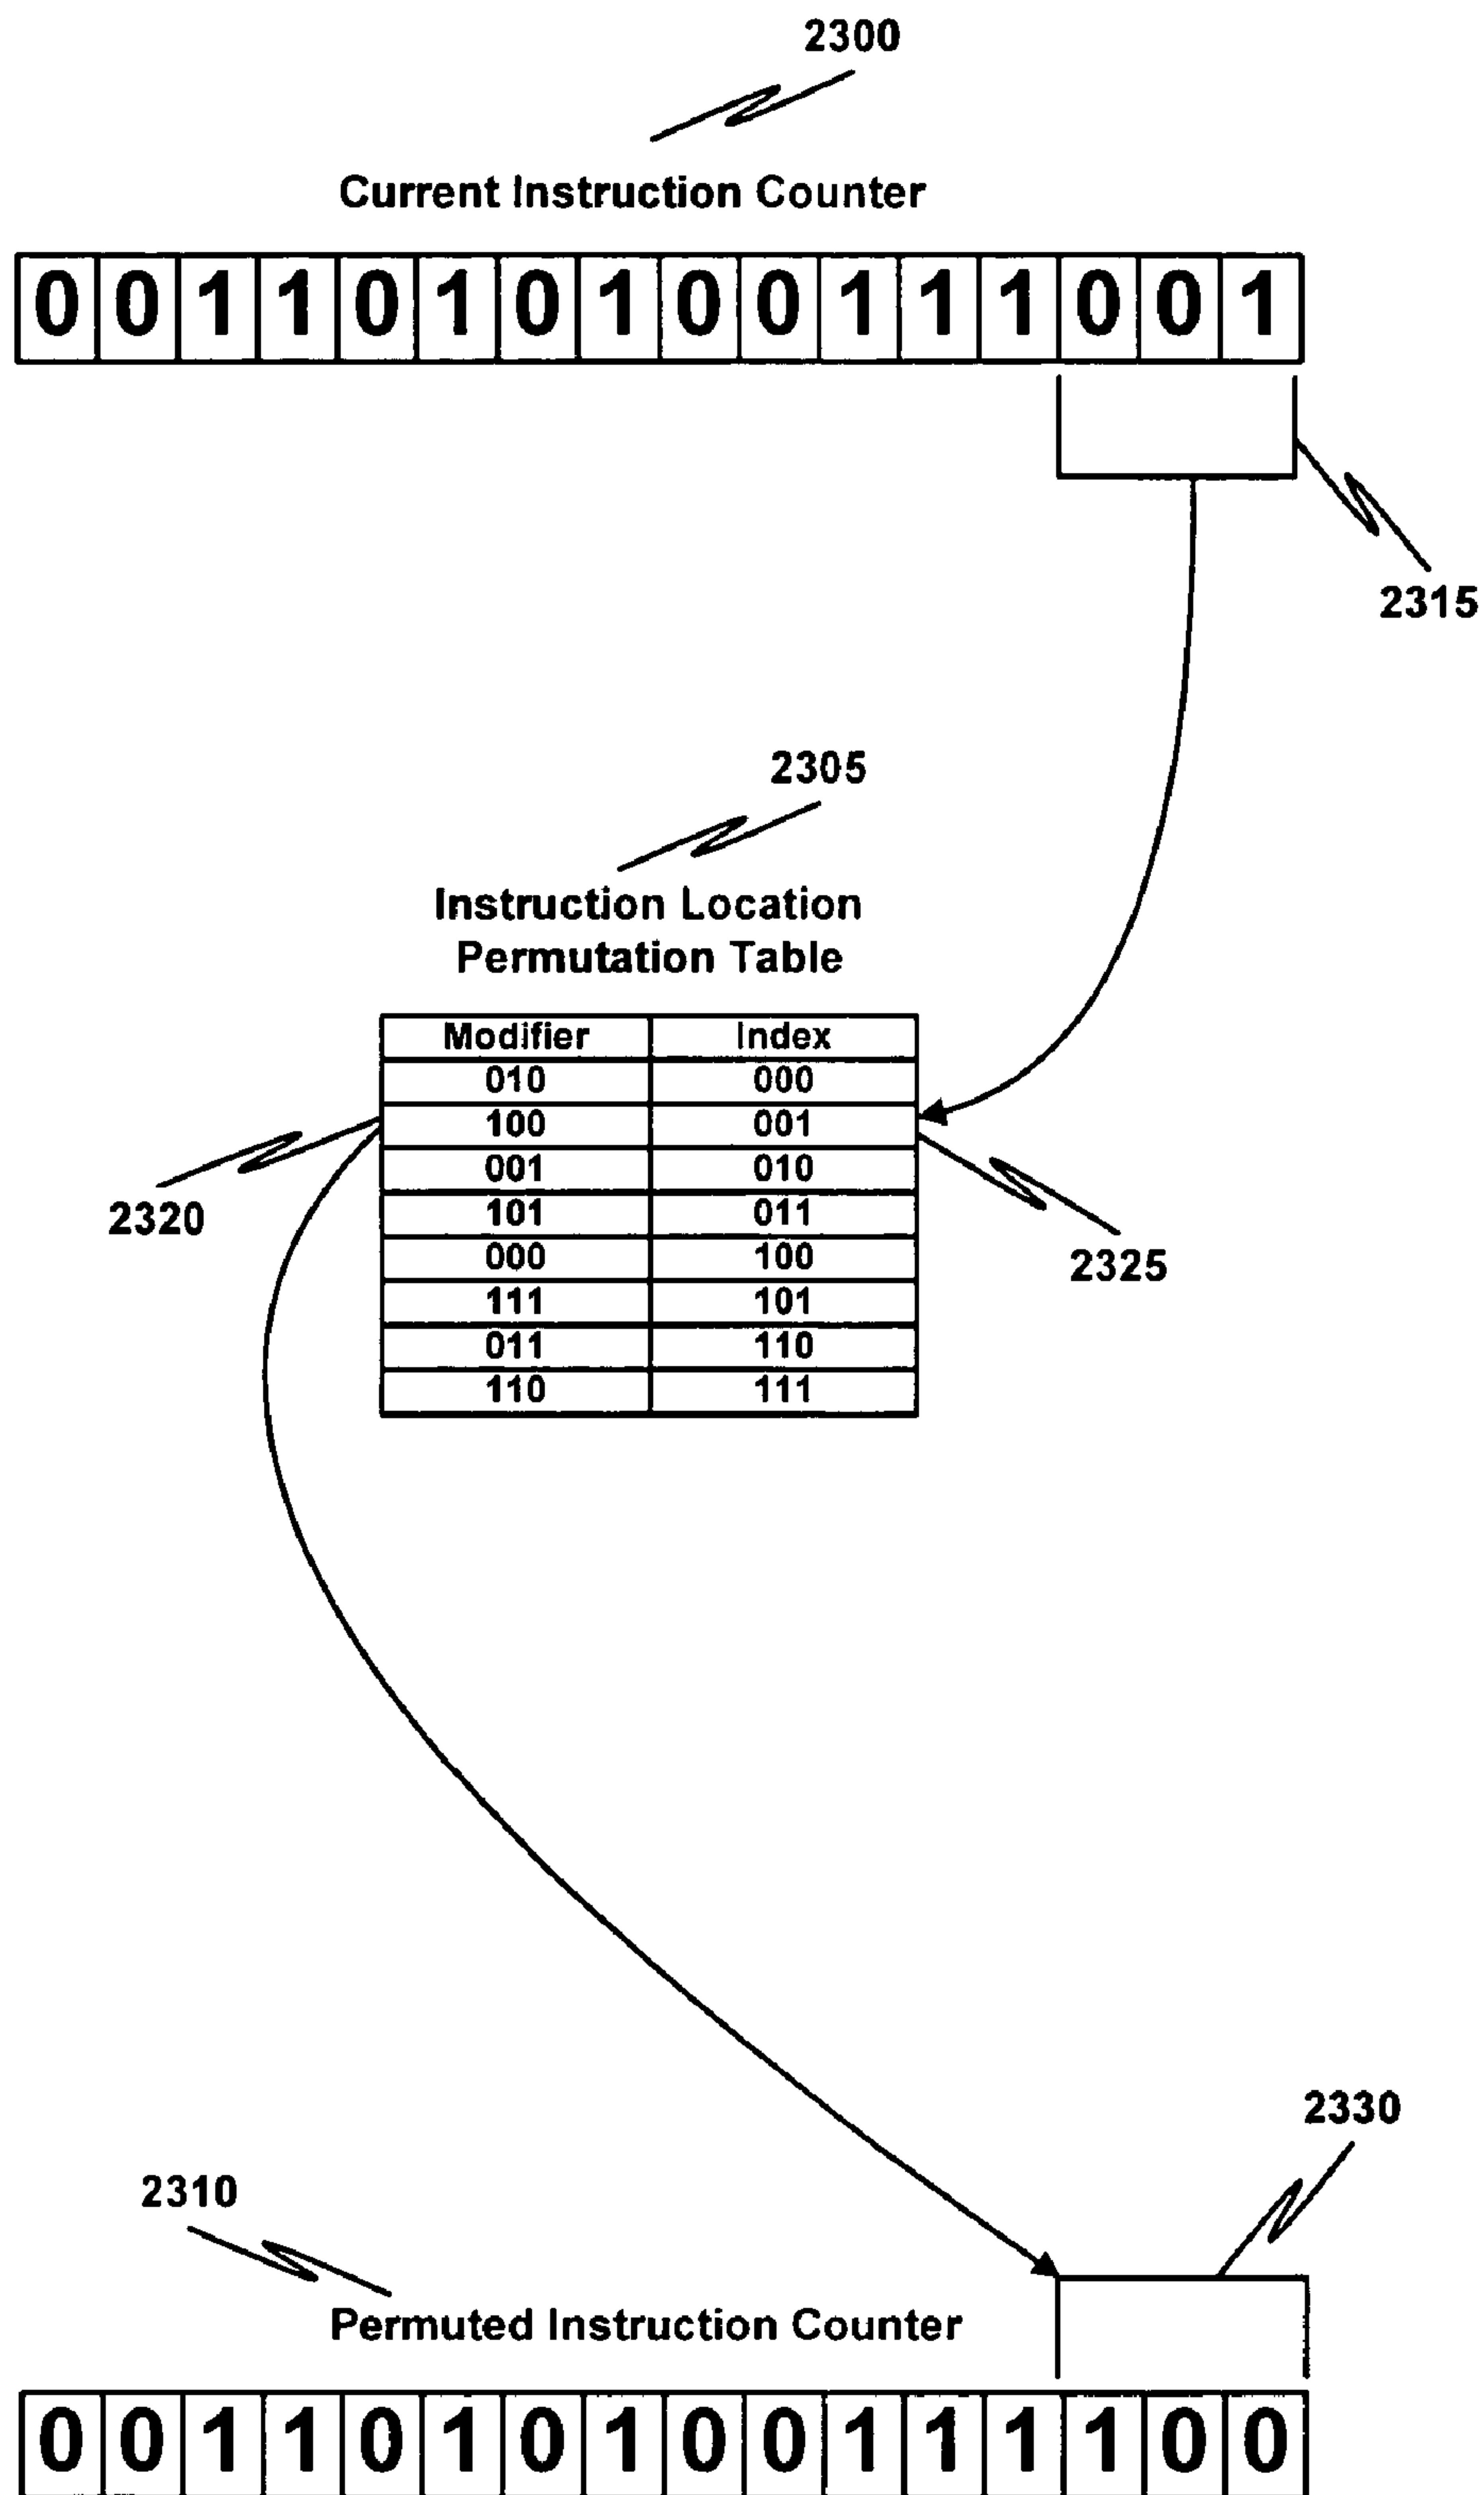 2300
Current Instruction Counter
0 0 1 1 0 1 0 1 0 0 1 1 1 0 0 1
2315
2305
Instruction Location
Permutation Table
Modifier Index
010 000
100 001
001 010
101 011
000 100
111 101
011 110
110 111
2320
2325
2330
2310
Permuted Instruction Counter
0 0 1 1 0 1 0 1 0 0 1 1 1 1 0 0